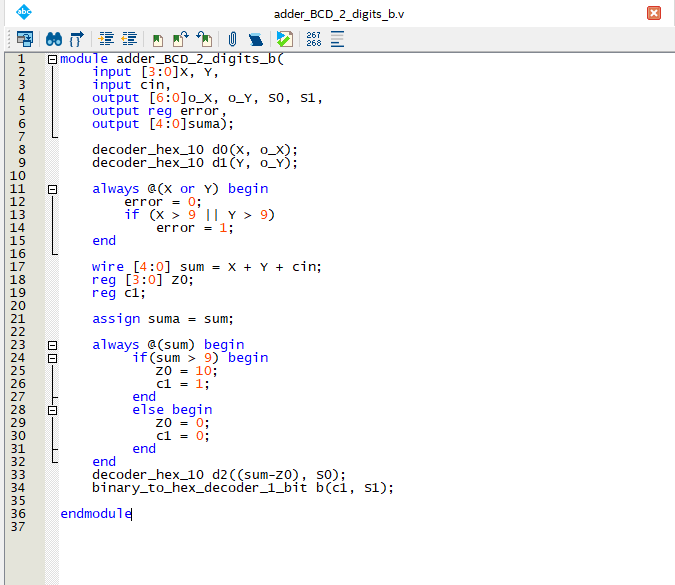 abc
adder_BCD_2_digits_b.v
267
268
1 module adder_BCD_2_digits_b(
2 input [3:0]X, Y,
3 input cin,
4 output [6:0]o_X, o_Y, S0, S1,
5 output reg error,
6 output [4:0]suma);
7
8 decoder_hex_10 d0(X, o_X);
9 decoder_hex_10 d1(Y, o_Y);
10
11 always @(X or Y) begin
12 error = 0;
13 if (X > 9 || Y > 9)
14 error = 1;
15 end
16
17 wire [4:0] sum = X + Y + cin;
18 reg [3:0] Z0;
19 reg c1;
20
21 assign suma = sum;
22
23 always @(sum) begin
24 if(sum > 9) begin
25 Z0 = 10;
26 c1 = 1;
27 end
28 else begin
29 Z0 = 0;
30 c1 = 0;
31 end
32 end
33 decoder_hex_10 d2((sum-Z0), S0);
34 binary_to_hex_decoder_1_bit b(c1, S1);
35
36 endmodule
37